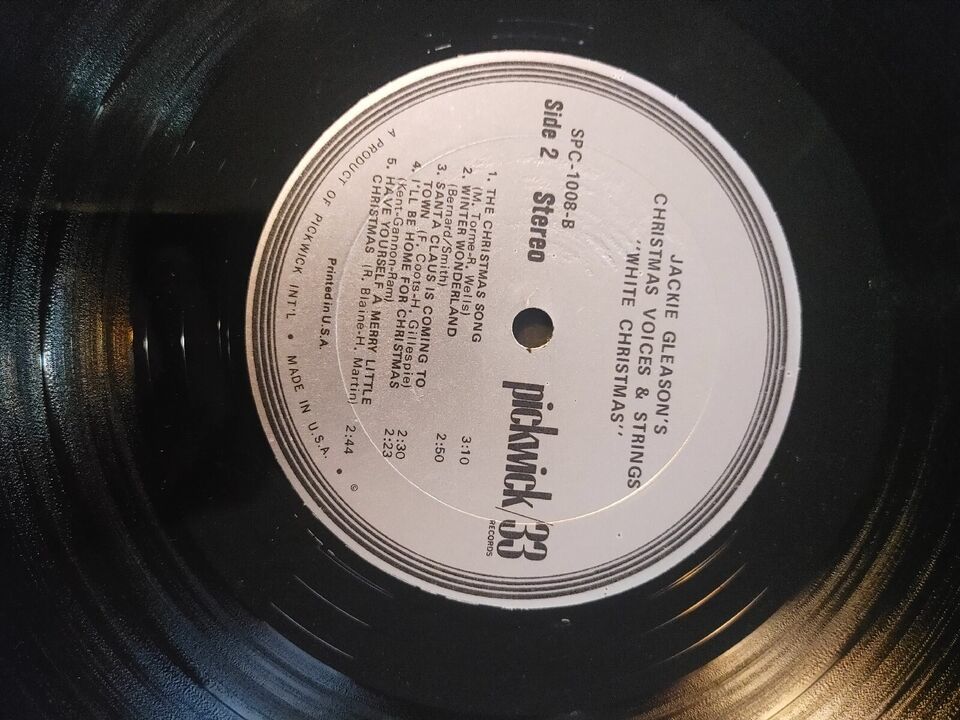 JACKIE GLEASON'S
CHRISTMAS VOICES & STRINGS
"WHITE CHRISTMAS"
pickwick/33
RECORDS
SPC-1008-B
Side 2 Stereo
1. THE CHRISTMAS SONG
(M. Torme-R. Wells) 3:10
2. WINTER WONDERLAND
(Bernard/Smith) 2:50
3. SANTA CLAUS IS COMING TO
TOWN (F. Coots-H. Gillespie) 2:30
4. I'LL BE HOME FOR CHRISTMAS
(Kent-Gannon-Ram) 2:23
5. HAVE YOURSELF A MERRY LITTLE
CHRISTMAS (R. Blaine-H. Martin) 2:44
Printed in U.S.A.
A PRODUCT OF PICKWICK INT'L • MADE IN U.S.A. • ©